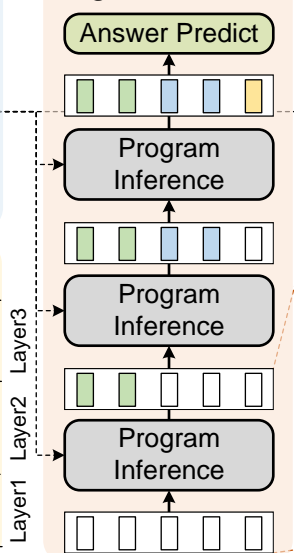 Answer Predict
Program
Inference
Program
Inference
Layer3
Program
Inference
Layer2
Layer1